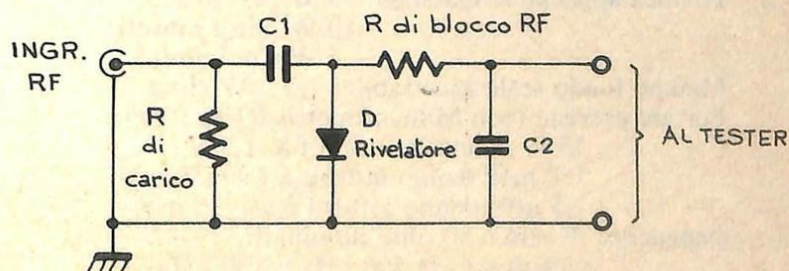 C1
R di blocco RF
INGR.
RF
R
di
carico
D
Rivelatore
C2
AL TESTER